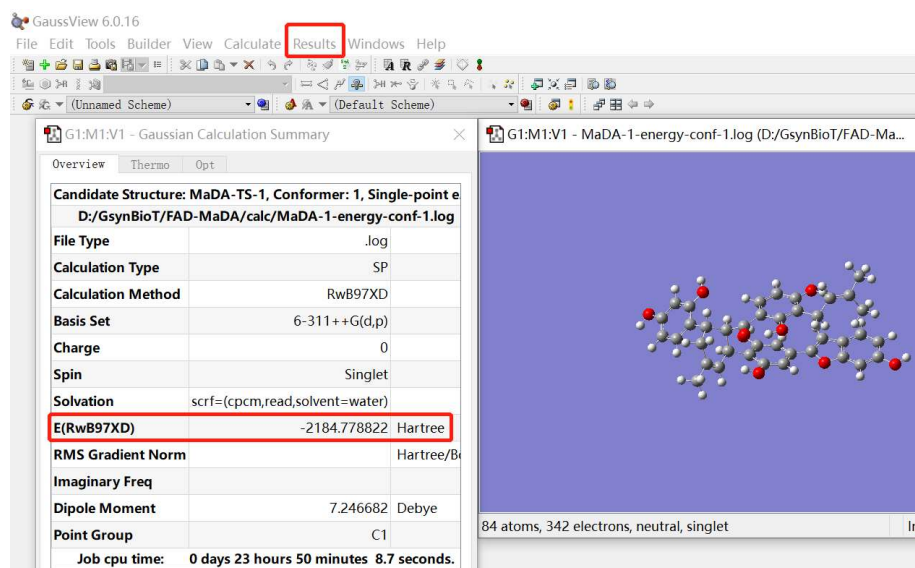 GaussView 6.0.16
File Edit Tools Builder View Calculate Results Windows Help
(Unnamed Scheme) (Default Scheme)
G1:M1:V1 - Gaussian Calculation Summary
Overview Thermo Opt
Candidate Structure: MaDA-TS-1, Conformer: 1, Single-point e
D:/GsynBioT/FAD-MaDA/calc/MaDA-1-energy-conf-1.log
File Type .log
Calculation Type SP
Calculation Method RwB97XD
Basis Set 6-311++G(d,p)
Charge 0
Spin Singlet
Solvation scrf=(cpcm,read,solvent=water)
E(RwB97XD) -2184.778822 Hartree
RMS Gradient Norm Hartree/Bo
Imaginary Freq
Dipole Moment 7.246682 Debye
Point Group C1
Job cpu time: 0 days 23 hours 50 minutes 8.7 seconds.
G1:M1:V1 - MaDA-1-energy-conf-1.log (D:/GsynBioT/FAD-Ma...
84 atoms, 342 electrons, neutral, singlet